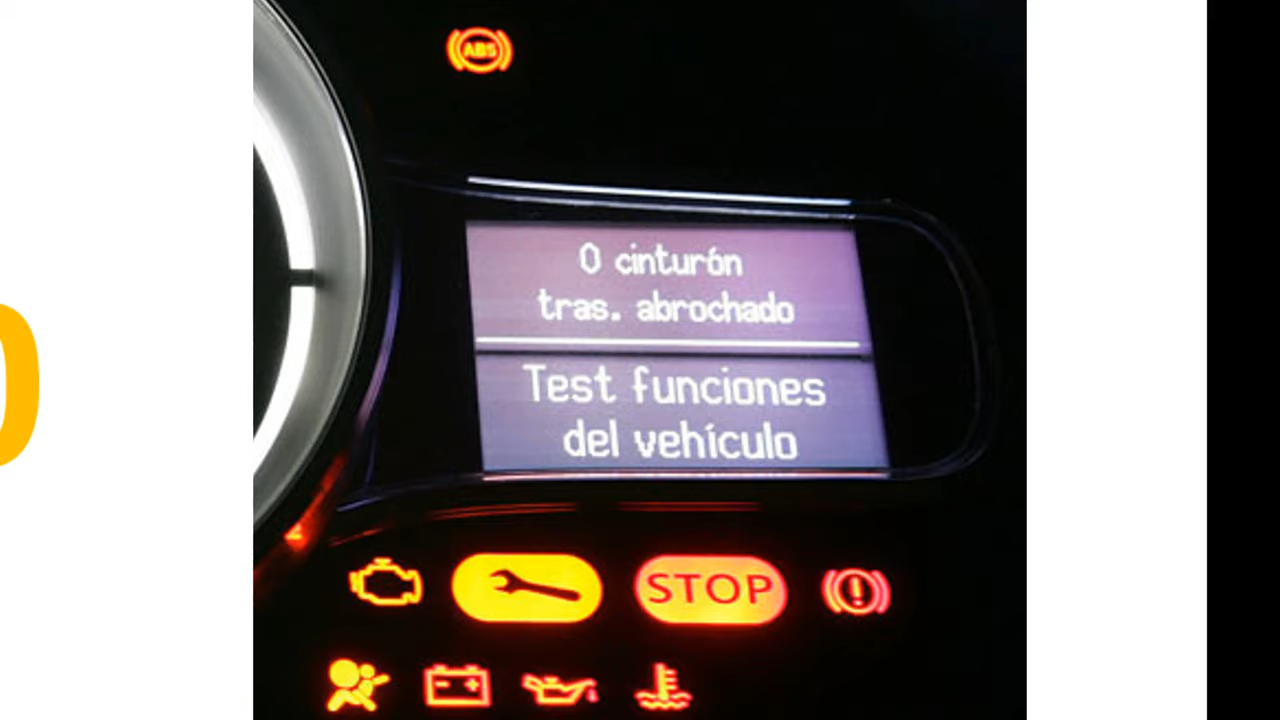 ABS
0 cinturón
tras. abrochado
Test funciones
del vehículo
STOP